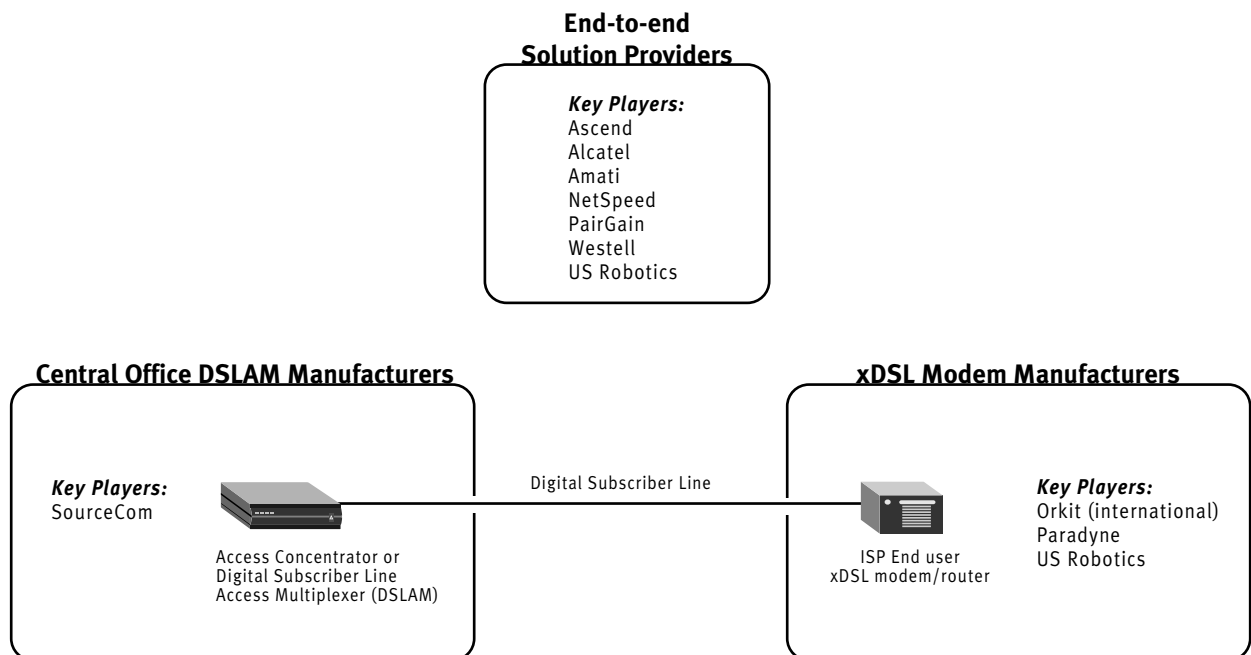 End-to-end
Solution Providers
Key Players:
Ascend
Alcatel
Amati
NetSpeed
PairGain
Westell
US Robotics
Central Office DSLAM Manufacturers
Key Players:
SourceCom
Access Concentrator or
Digital Subscriber Line
Access Multiplexer (DSLAM)
Digital Subscriber Line
xDSL Modem Manufacturers
ISP End user
xDSL modem/router
Key Players:
Orkit (international)
Paradyne
US Robotics